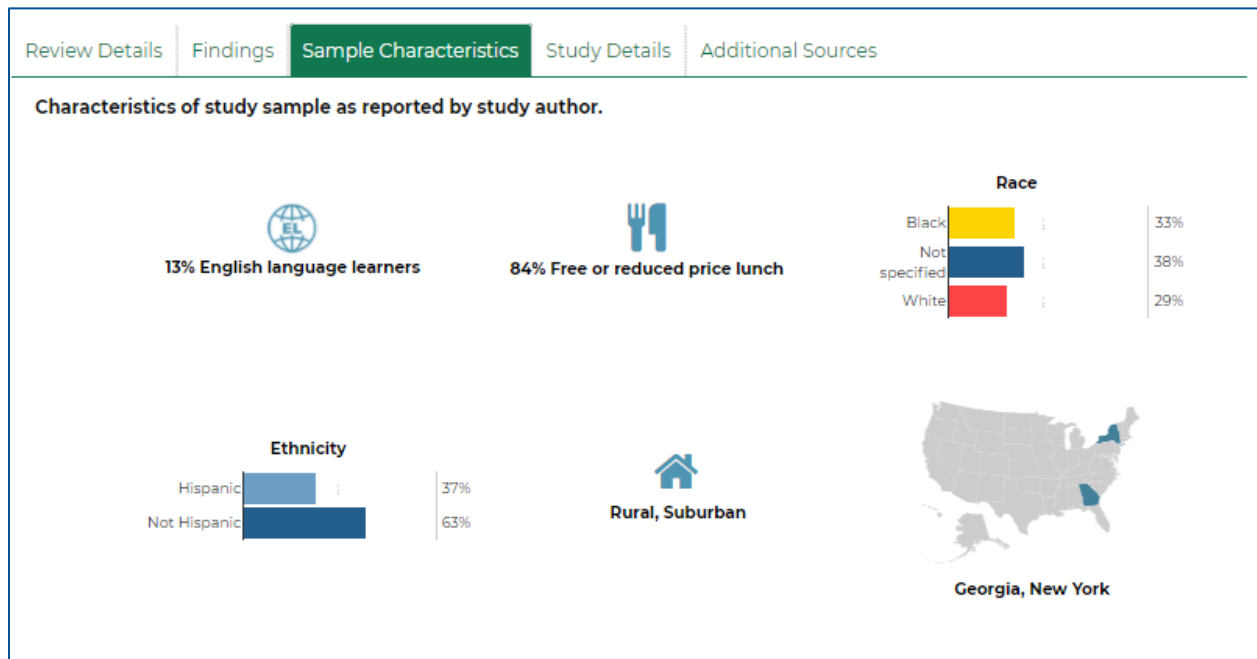 Review Details
Findings
Sample Characteristics
Study Details
Additional Sources
Characteristics of study sample as reported by study author.
EL
13% English language learners
84% Free or reduced price lunch
Race
Black 33%
Not
specified 38%
White 29%
Ethnicity
Hispanic 37%
Not Hispanic 63%
Rural, Suburban
Georgia, New York